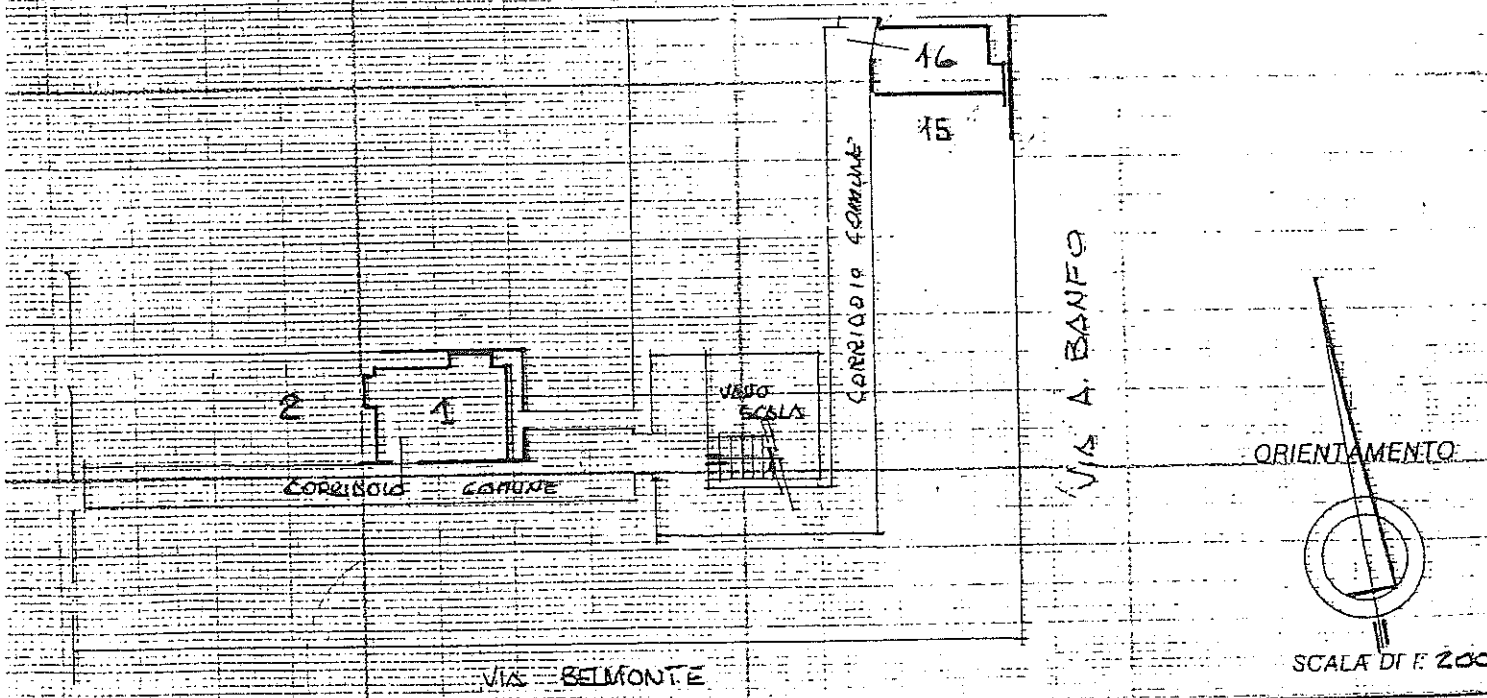 16
15
CORRIDOIO COMUNE
VIA A. BANFO
2
1
VANO
SCALA
CORRIDOIO COMUNE
ORIENTAMENTO
VIA BELMONTE
SCALA DI 1: 200